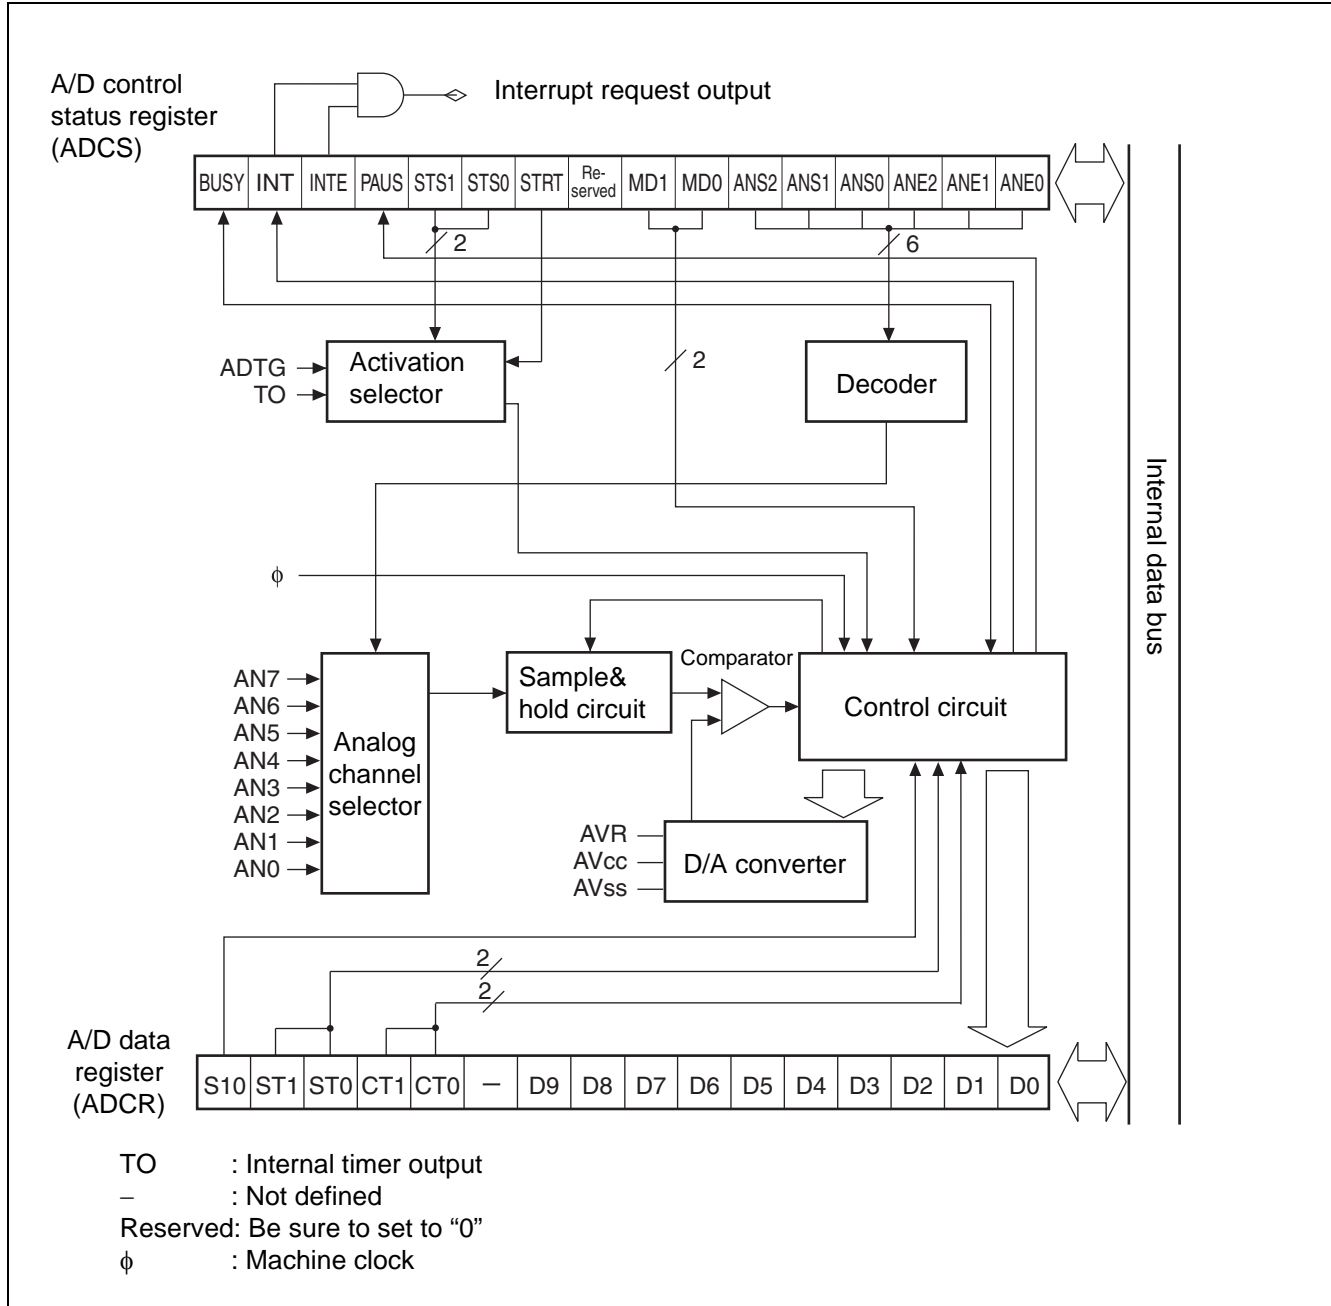 A/D control
status register
(ADCS)
Interrupt request output
BUSY INT INTE PAUS STS1 STS0 STRT Re-served MD1 MD0 ANS2 ANS1 ANS0 ANE2 ANE1 ANE0
2
6
2
ADTG
TO
Activation
selector
Decoder
Internal data bus
φ
AN7
AN6
AN5
AN4
AN3
AN2
AN1
AN0
Analog
channel
selector
Sample&
hold circuit
Comparator
Control circuit
AVR
AVcc
AVss
D/A converter
2
2
A/D data
register
(ADCR)
S10 ST1 ST0 CT1 CT0 − D9 D8 D7 D6 D5 D4 D3 D2 D1 D0
TO : Internal timer output
− : Not defined
Reserved: Be sure to set to “0”
φ : Machine clock